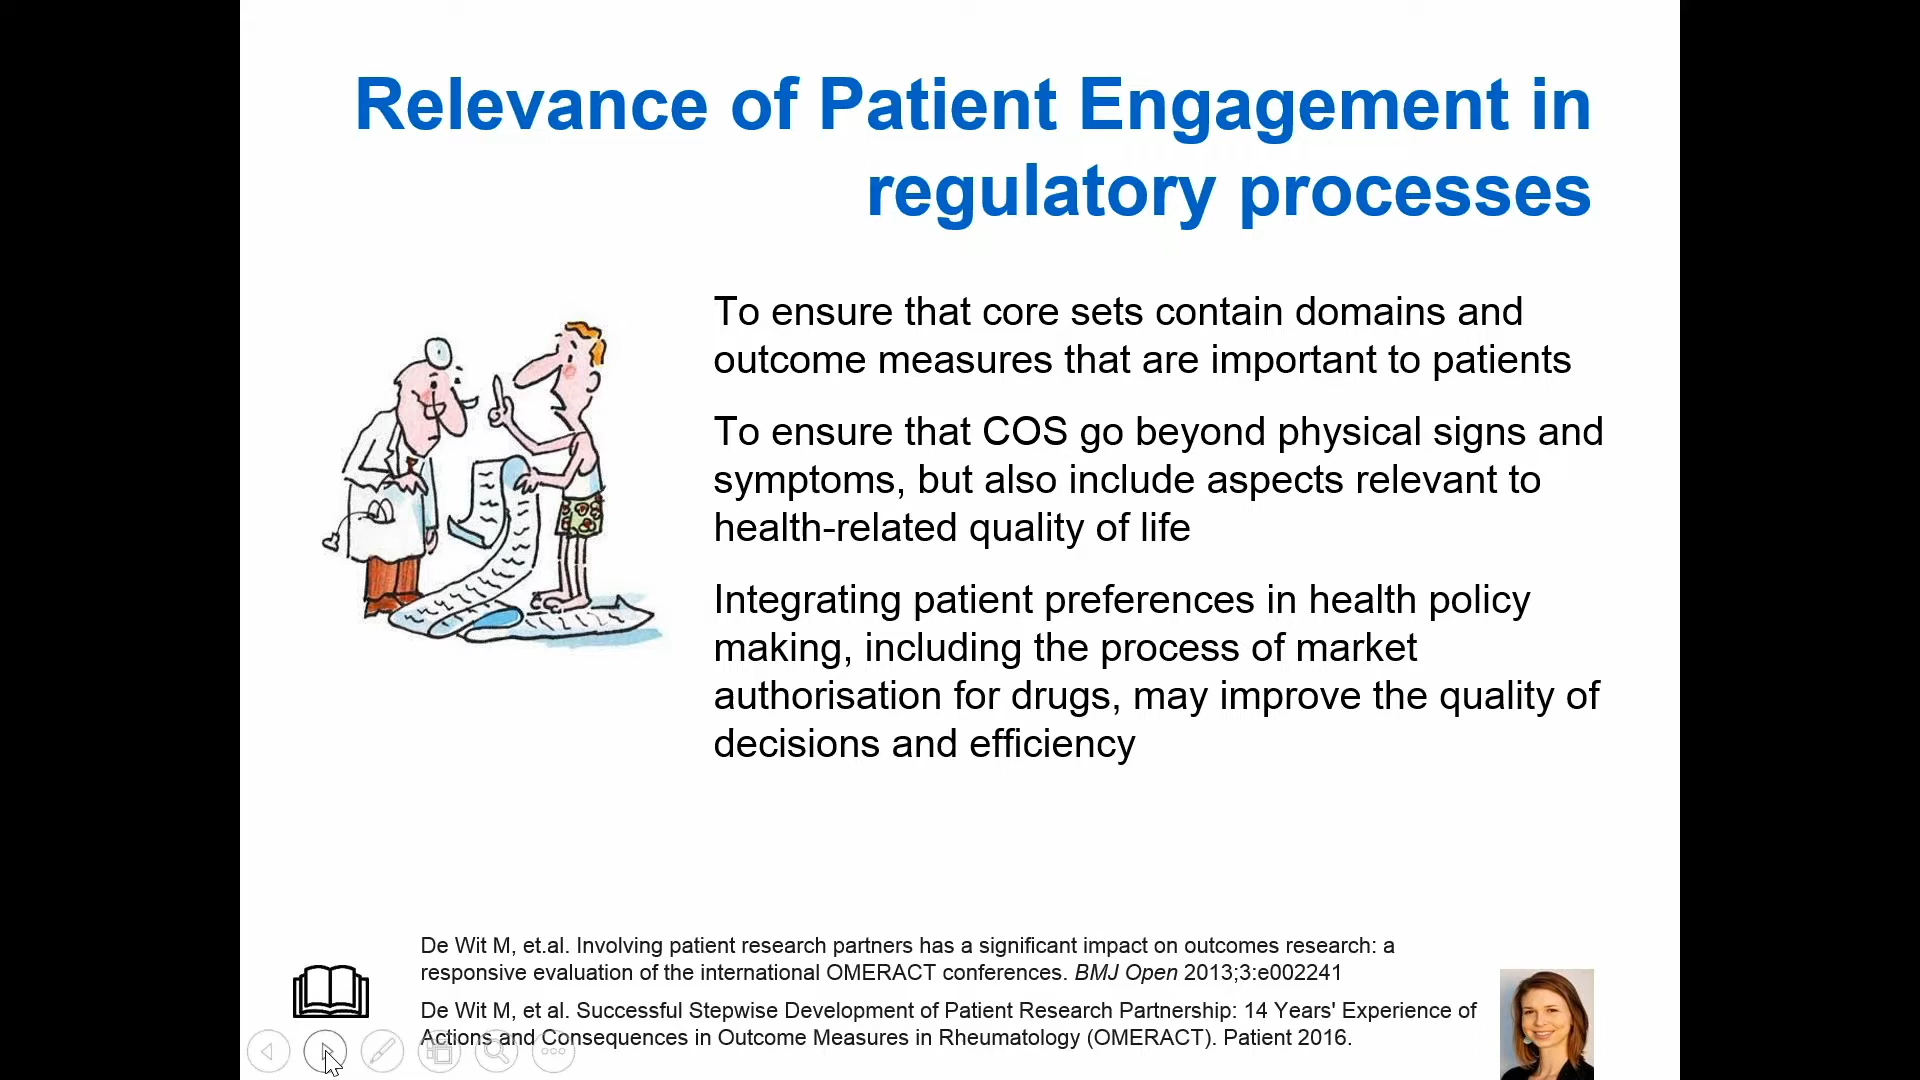 Relevance of Patient Engagement in
regulatory processes
To ensure that core sets contain domains and
outcome measures that are important to patients
To ensure that COS go beyond physical signs and
symptoms, but also include aspects relevant to
health-related quality of life
Integrating patient preferences in health policy
making, including the process of market
authorisation for drugs, may improve the quality of
decisions and efficiency
De Wit M, et.al. Involving patient research partners has a significant impact on outcomes research: a
responsive evaluation of the international OMERACT conferences. BMJ Open 2013;3:e002241
De Wit M, et al. Successful Stepwise Development of Patient Research Partnership: 14 Years' Experience of
Actions and Consequences in Outcome Measures in Rheumatology (OMERACT). Patient 2016.